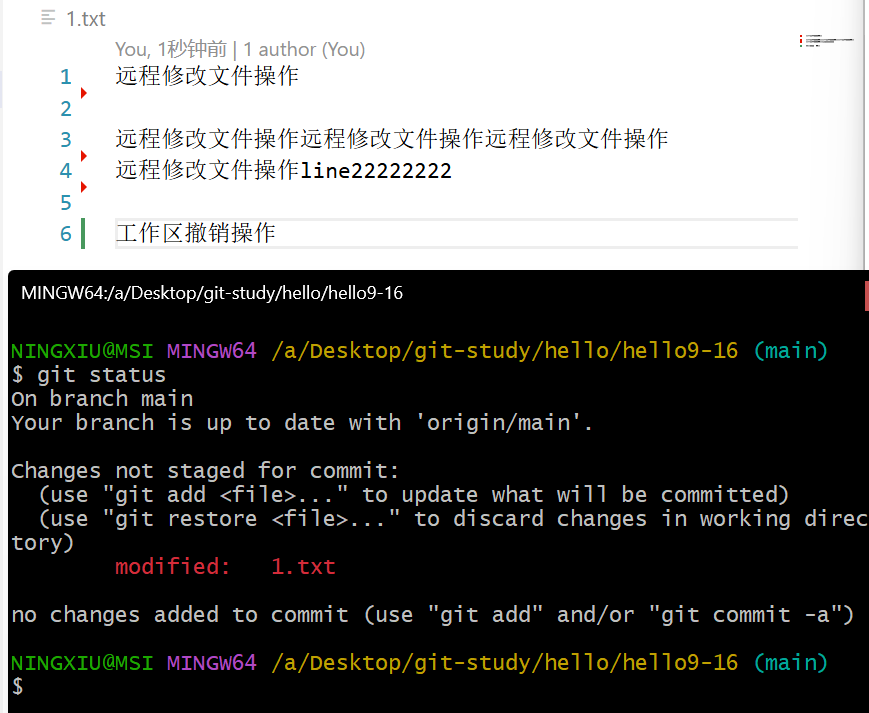 1.txt
You, 1秒钟前 | 1 author (You)
1 远程修改文件操作
2
3 远程修改文件操作远程修改文件操作远程修改文件操作
4 远程修改文件操作line22222222
5
6 工作区撤销操作
MINGW64:/a/Desktop/git-study/hello/hello9-16
NINGXIU@MSI MINGW64 /a/Desktop/git-study/hello/hello9-16 (main)
$ git status
On branch main
Your branch is up to date with 'origin/main'.
Changes not staged for commit:
(use "git add <file>..." to update what will be committed)
(use "git restore <file>..." to discard changes in working direc
tory)
modified: 1.txt
no changes added to commit (use "git add" and/or "git commit -a")
NINGXIU@MSI MINGW64 /a/Desktop/git-study/hello/hello9-16 (main)
$